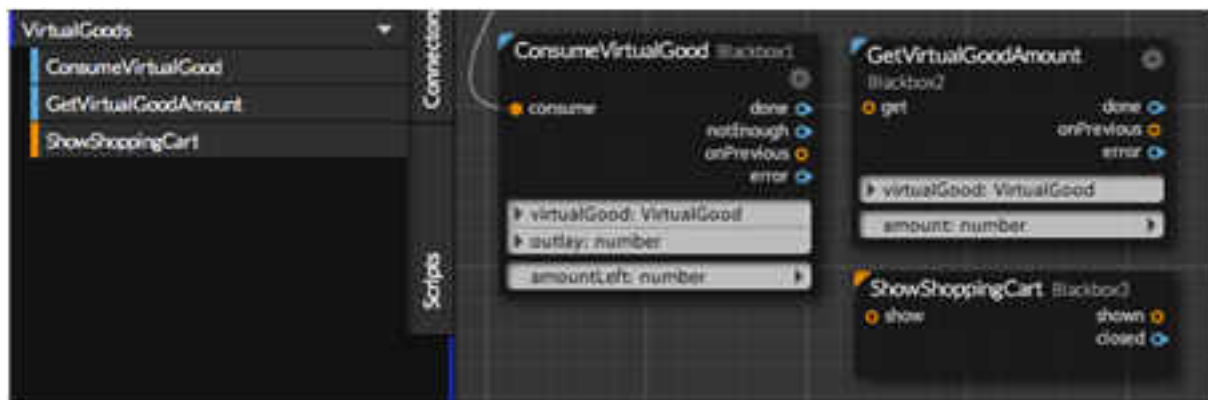 VirtualGoods
ConsumeVirtualGood
GetVirtualGoodAmount
ShowShoppingCart
Connectors
Scripts
ConsumeVirtualGood Blackbox1
consume done
notEnough
onPrevious
error
virtualGood: VirtualGood
outlay: number
amountLeft: number
GetVirtualGoodAmount
Blackbox2
get done
onPrevious
error
virtualGood: VirtualGood
amount: number
ShowShoppingCart Blackbox3
show shown
closed